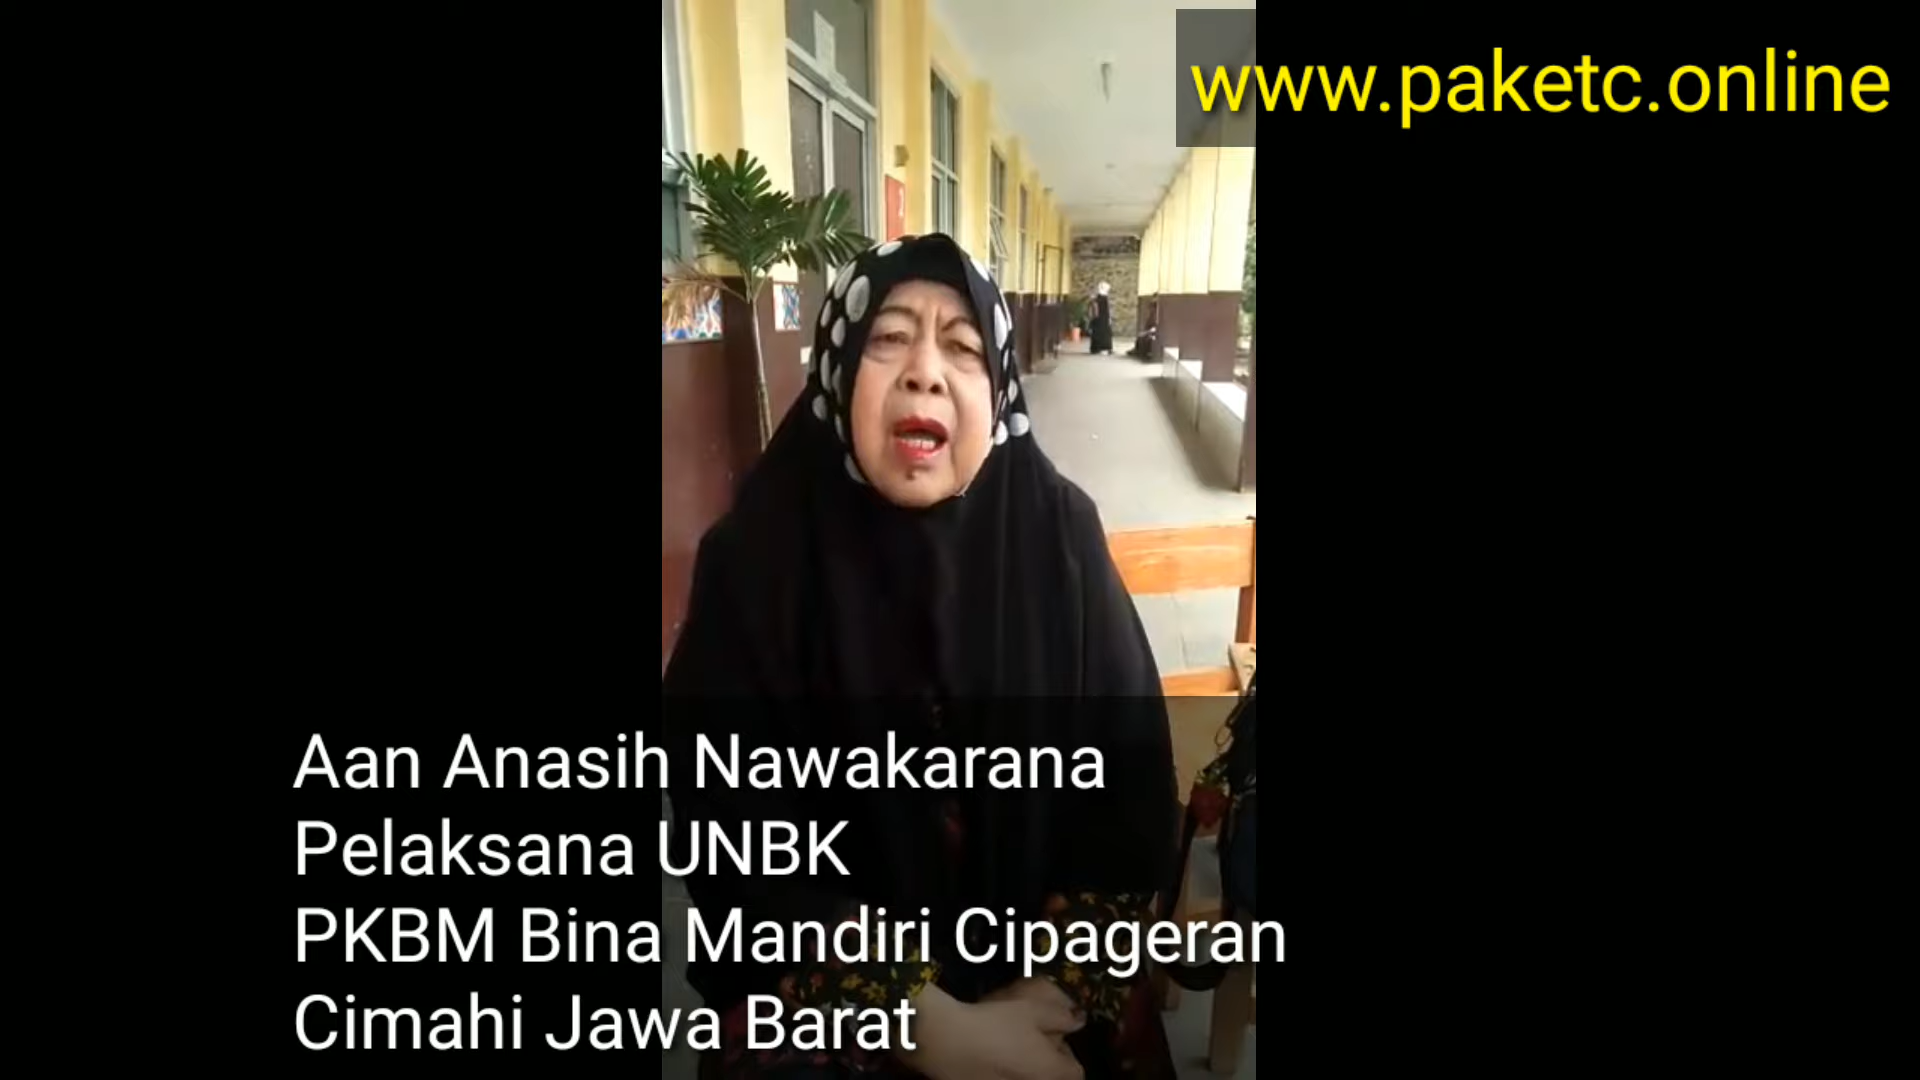 www.paketc.online
Aan Anasih Nawakarana
Pelaksana UNBK
PKBM Bina Mandiri Cipageran
Cimahi Jawa Barat